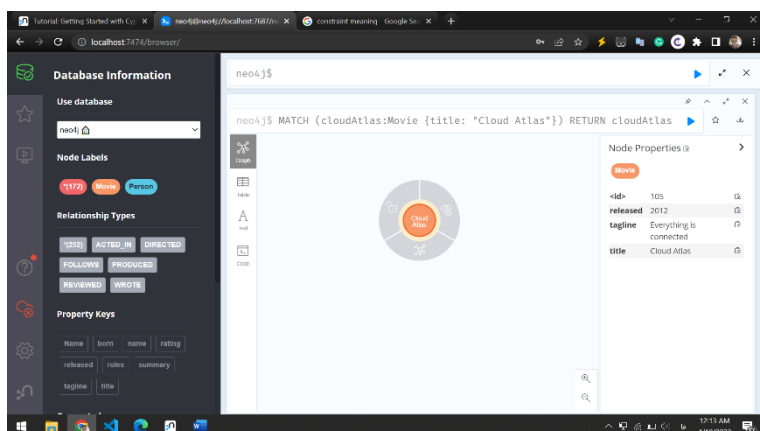 Tutorial: Getting Started with Cyp
neo4j@neo4j://localhost:7687/ne
constraint meaning - Google Sea
localhost:7474/browser/
Database Information
Use database
neo4j
Node Labels
*(172) Movie Person
Relationship Types
*(252) ACTED_IN DIRECTED
FOLLOWS PRODUCED
REVIEWED WROTE
Property Keys
Name born name rating
released roles summary
tagline title
neo4j$
neo4j$ MATCH (cloudAtlas:Movie {title: "Cloud Atlas"}) RETURN cloudAtlas
Graph
Table
A
Text
Code
Cloud
Atlas
Node Properties
Movie
<id> 105
released 2012
tagline Everything is
connected
title Cloud Atlas
12:13 AM